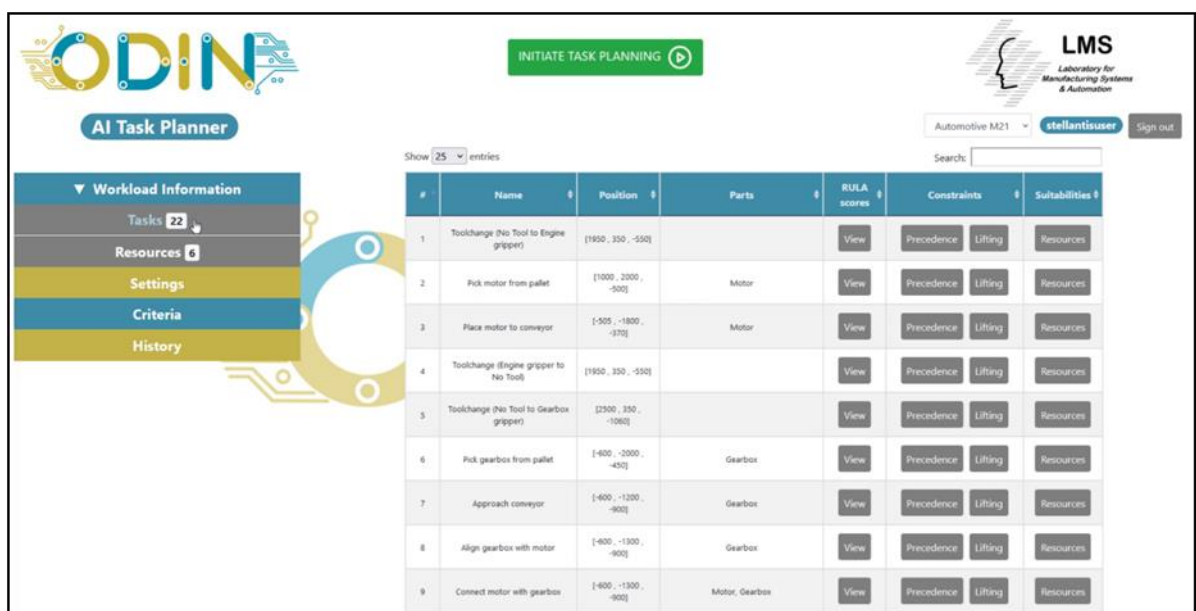 ODIN
INITIATE TASK PLANNING
LMS
Laboratory for
Manufacturing Systems
& Automation
AI Task Planner
Automotive M21 stellantisuser Sign out
Show 25 entries Search:
▼ Workload Information
Tasks 22
Resources 6
Settings
Criteria
History
# Name Position Parts RULA scores Constraints Suitabilities
1 Toolchange (No Tool to Engine gripper) [1950 , 350 , -550] View Precedence Lifting Resources
2 Pick motor from pallet [1000 , 2000 , -500] Motor View Precedence Lifting Resources
3 Place motor to conveyor [-505 , -1800 , -370] Motor View Precedence Lifting Resources
4 Toolchange (Engine gripper to No Tool) [1950 , 350 , -550] View Precedence Lifting Resources
5 Toolchange (No Tool to Gearbox gripper) [2500 , 350 , -1060] View Precedence Lifting Resources
6 Pick gearbox from pallet [-600 , -2000 , -450] Gearbox View Precedence Lifting Resources
7 Approach conveyor [-600 , -1200 , -900] Gearbox View Precedence Lifting Resources
8 Align gearbox with motor [-600 , -1300 , -900] Gearbox View Precedence Lifting Resources
9 Connect motor with gearbox [-600 , -1300 , -900] Motor, Gearbox View Precedence Lifting Resources